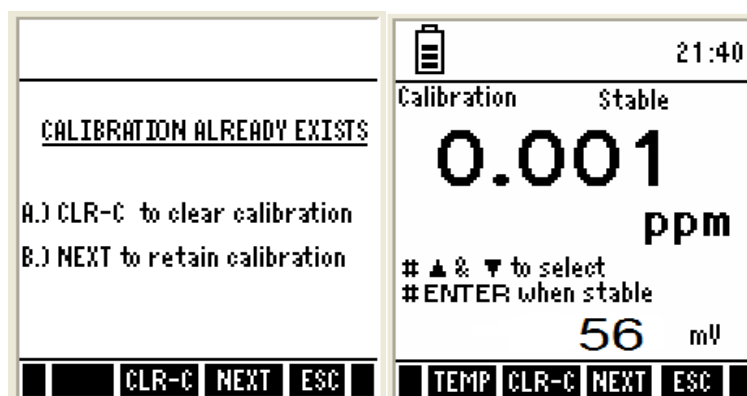 CALIBRATION ALREADY EXISTS
A.) CLR-C to clear calibration
B.) NEXT to retain calibration
CLR-C NEXT ESC
21:40
Calibration Stable
0.001
ppm
# ▲ & ▼ to select
# ENTER when stable
56 mV
TEMP CLR-C NEXT ESC